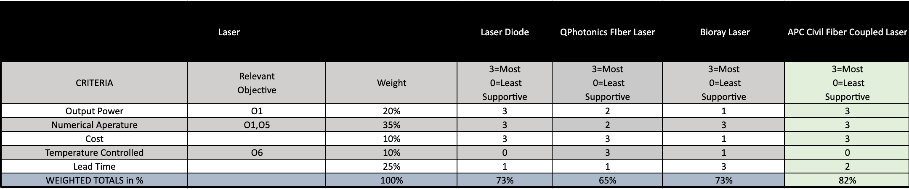 Laser Laser Diode QPhotonics FIber Laser Bioray Laser APC Civil Fiber Coupled Laser
CRITERIA Relevant Objective Weight 3=Most 0=Least Supportive 3=Most 0=Least Supportive 3=Most 0=Least Supportive 3=Most 0=Least Supportive
Output Power O1 20% 3 2 1 3
Numerical Aperature O1,O5 35% 3 2 3 3
Cost 10% 3 3 1 3
Temperature Controlled O6 10% 0 3 1 0
Lead Time 25% 1 1 3 2
WEIGHTED TOTALS in % 100% 73% 65% 73% 82%